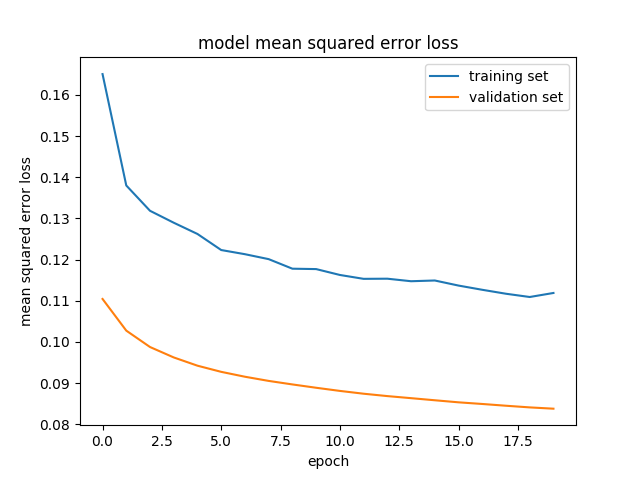 model mean squared error loss
training set
validation set
mean squared error loss
0.16
0.15
0.14
0.13
0.12
0.11
0.10
0.09
0.08
0.0 2.5 5.0 7.5 10.0 12.5 15.0 17.5
epoch